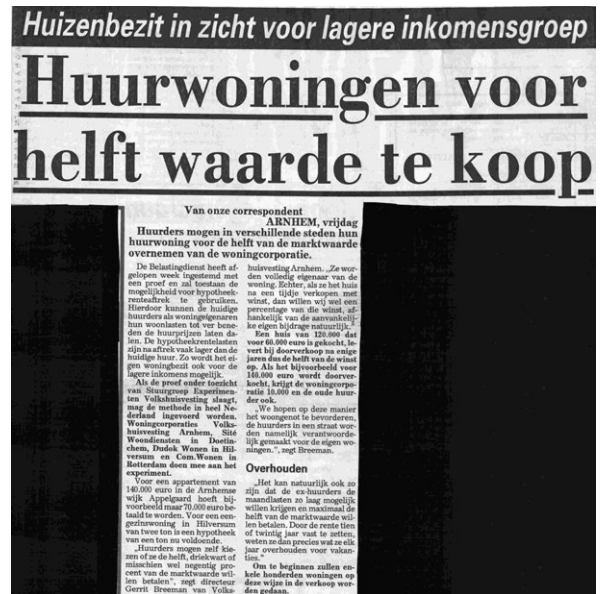 Huizenbezit in zicht voor lagere inkomensgroep
Huurwoningen voor
helft waarde te koop
Van onze correspondent
ARNHEM, vrijdag
Huurders mogen in verschillende steden hun
huurwoning voor de helft van de marktwaarde
overnemen van de woningcorporatie.
De Belastingdienst heeft af-
gelopen week ingestemd met
een proef en zal toestaan de
mogelijkheid voor hypotheek-
renteaftrek te gebruiken.
Hierdoor kunnen de huidige
huurders als woningeigenaren
hun woonlasten tot ver bene-
den de huurprijzen laten da-
len. De hypotheekrentelasten
zijn na aftrek vaak lager dan de
huidige huur. Zo wordt het ei-
gen woningbezit ook voor de
lagere inkomens mogelijk.
Als de proef onder toezicht
van Stuurgroep Experimen-
ten Volkshuisvesting slaagt,
mag de methode in heel Ne-
derland ingevoerd worden.
Woningcorporaties Volks-
huisvesting Arnhem, Sité
Woondiensten in Doetin-
chem, Dudok Wonen in Hil-
versum en Com.Wonen in
Rotterdam doen mee aan het
experiment.
Voor een appartement van
140.000 euro in de Arnhemse
wijk Appelgaard hoeft bij-
voorbeeld maar 70.000 euro be-
taald te worden. Voor een een-
gezinswoning in Hilversum
van twee ton is een hypotheek
van een ton nu voldoende.
„Huurders mogen zelf kie-
zen of ze de helft, driekwart of
misschien wel negentig pro-
cent van de marktwaarde wil-
len betalen”, zegt directeur
Gerrit Breeman van Volks-
huisvesting Arnhem. „Ze wor-
den volledig eigenaar van de
woning. Echter, als ze het huis
na een tijdje verkopen met
winst, dan willen wij wel een
percentage van die winst, af-
hankelijk van de aanvankelij-
ke eigen bijdrage natuurlijk.”
Een huis van 120.000 dat
voor 60.000 euro is gekocht, le-
vert bij doorverkoop na enige
jaren dus de helft van de winst
op. Als het bijvoorbeeld voor
140.000 euro wordt doorver-
kocht, krijgt de woningcorpo-
ratie 10.000 en de oude huur-
der ook.
„We hopen op deze manier
het woongenot te bevorderen,
de huurders in een straat wor-
den namelijk verantwoorde-
lijk gemaakt voor de eigen wo-
ningen.”, zegt Breeman.
Overhouden
„Het kan natuurlijk ook zo
zijn dat de ex-huurders de
maandlasten zo laag mogelijk
willen krijgen en maximaal de
helft van de marktwaarde wil-
len betalen. Door de rente tien
of twintig jaar vast te zetten,
weten ze dan precies wat ze elk
jaar overhouden voor vakan-
ties.”
Om te beginnen zullen en-
kele honderden woningen op
deze wijze in de verkoop wor-
den gedaan.